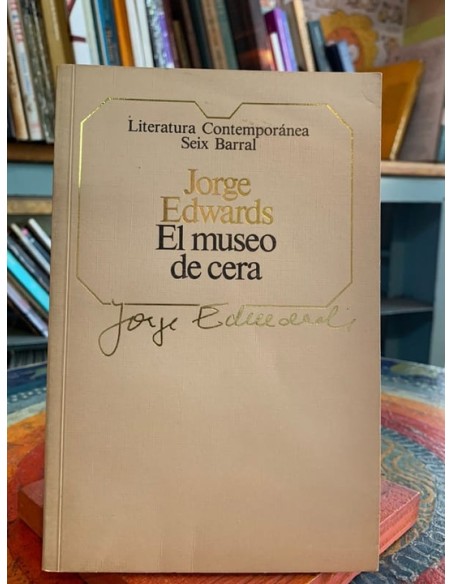 Literatura Contemporánea
Seix Barral
Jorge
Edwards
El museo
de cera
Jorge Edwards